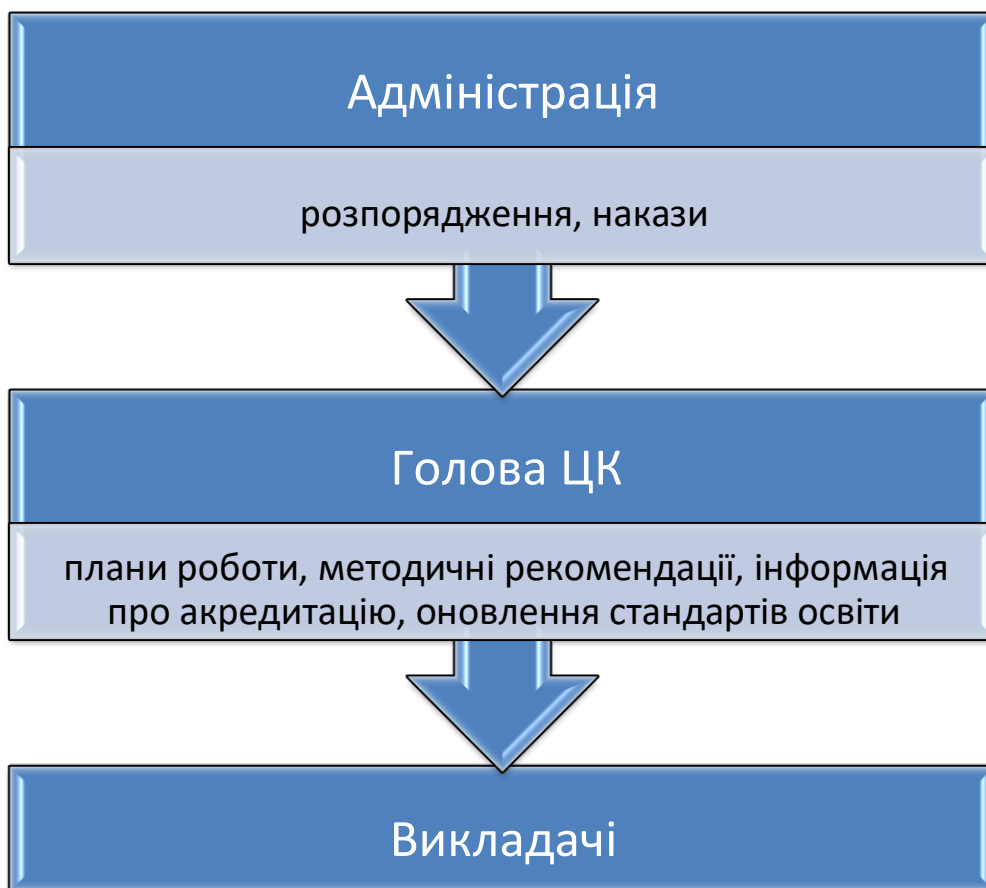 Адміністрація
розпорядження, накази
Голова ЦК
плани роботи, методичні рекомендації, інформація
про акредитацію, оновлення стандартів освіти
Викладачі